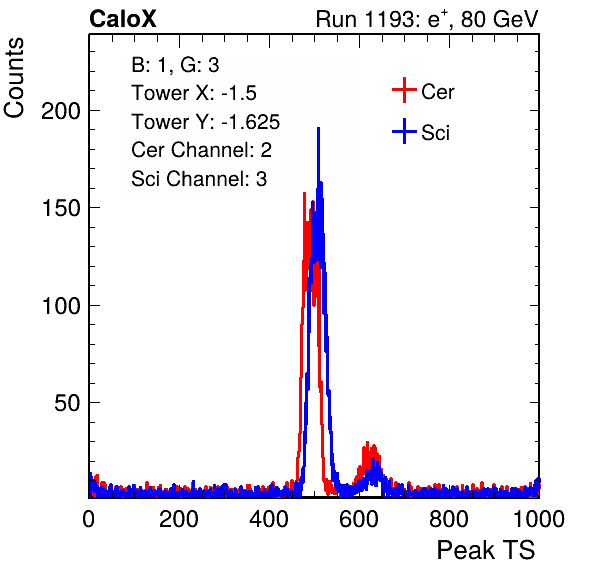 CaloX Run 1193: e⁺, 80 GeV
Counts
B: 1, G: 3
Tower X: -1.5
Tower Y: -1.625
Cer Channel: 2
Sci Channel: 3
Cer
Sci
200
150
100
50
0 200 400 600 800 1000
Peak TS